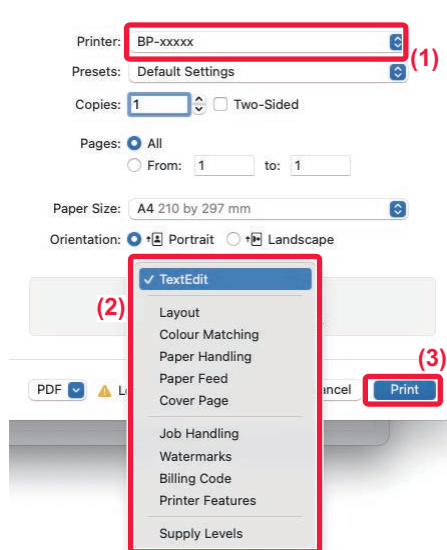 Printer: BP-xxxxx
(1)
Presets: Default Settings
Copies: 1 Two-Sided
Pages: All
From: 1 to: 1
Paper Size: A4 210 by 297 mm
Orientation: Portrait Landscape
✓ TextEdit
(2)
Layout
Colour Matching
Paper Handling
Paper Feed
Cover Page
(3)
PDF Print
Job Handling
Watermarks
Billing Code
Printer Features
Supply Levels